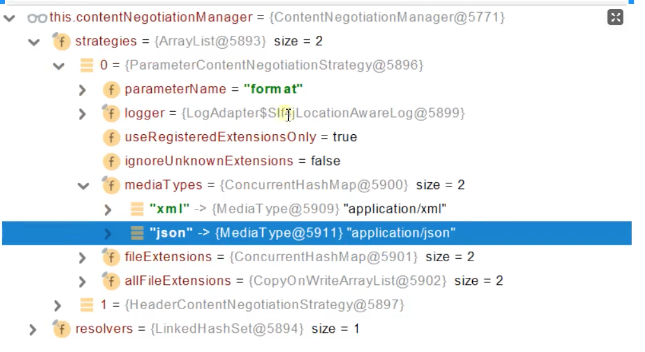 this.contentNegotiationManager = {ContentNegotiationManager@5771}
f strategies = {ArrayList@5893} size = 2
0 = {ParameterContentNegotiationStrategy@5896}
f parameterName = "format"
f logger = {LogAdapter$Slf4jLocationAwareLog@5899}
f useRegisteredExtensionsOnly = true
f ignoreUnknownExtensions = false
f mediaTypes = {ConcurrentHashMap@5900} size = 2
"xml" -> {MediaType@5909} "application/xml"
"json" -> {MediaType@5911} "application/json"
f fileExtensions = {ConcurrentHashMap@5901} size = 2
f allFileExtensions = {CopyOnWriteArrayList@5902} size = 2
1 = {HeaderContentNegotiationStrategy@5897}
f resolvers = {LinkedHashSet@5894} size = 1